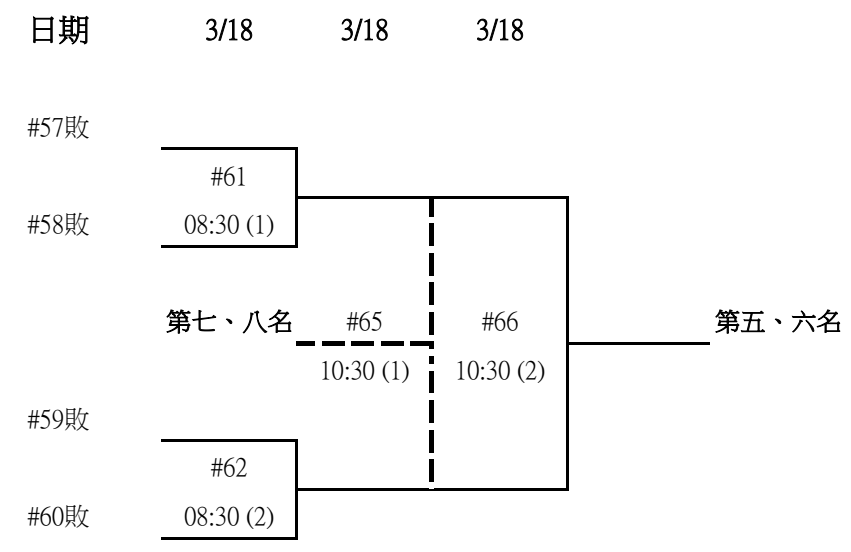 日期 3/18 3/18 3/18
#57敗
#61
#58敗 08:30 (1)
第七、八名 #65 #66 第五、六名
10:30 (1) 10:30 (2)
#59敗
#62
#60敗 08:30 (2)